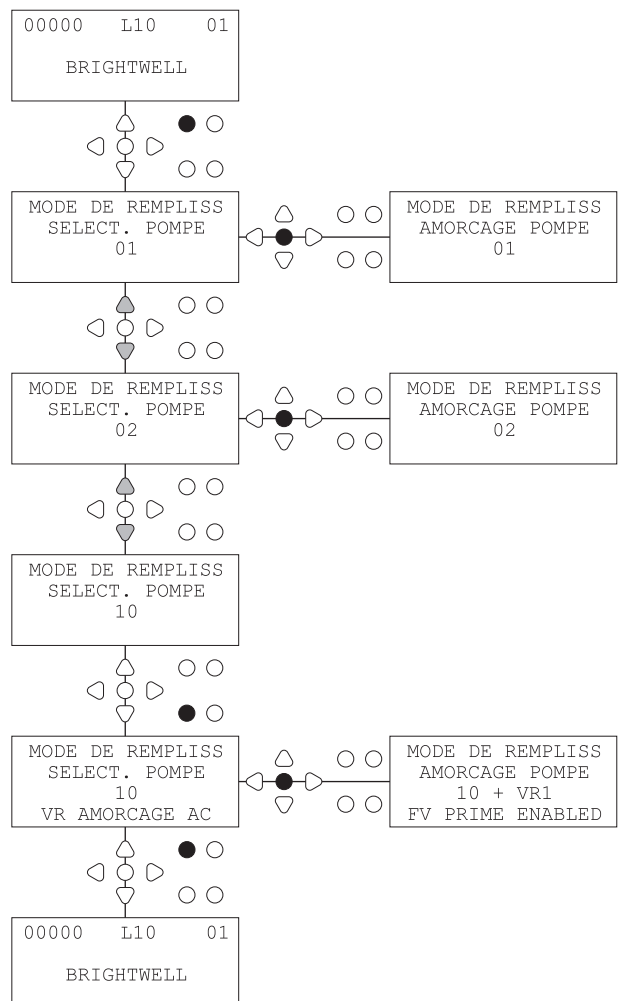 00000 L10 01
BRIGHTWELL
MODE DE REMPLISS
SELECT. POMPE
01
MODE DE REMPLISS
AMORCAGE POMPE
01
MODE DE REMPLISS
SELECT. POMPE
02
MODE DE REMPLISS
AMORCAGE POMPE
02
MODE DE REMPLISS
SELECT. POMPE
10
MODE DE REMPLISS
SELECT. POMPE
10
VR AMORCAGE AC
MODE DE REMPLISS
AMORCAGE POMPE
10 + VR1
FV PRIME ENABLED
00000 L10 01
BRIGHTWELL